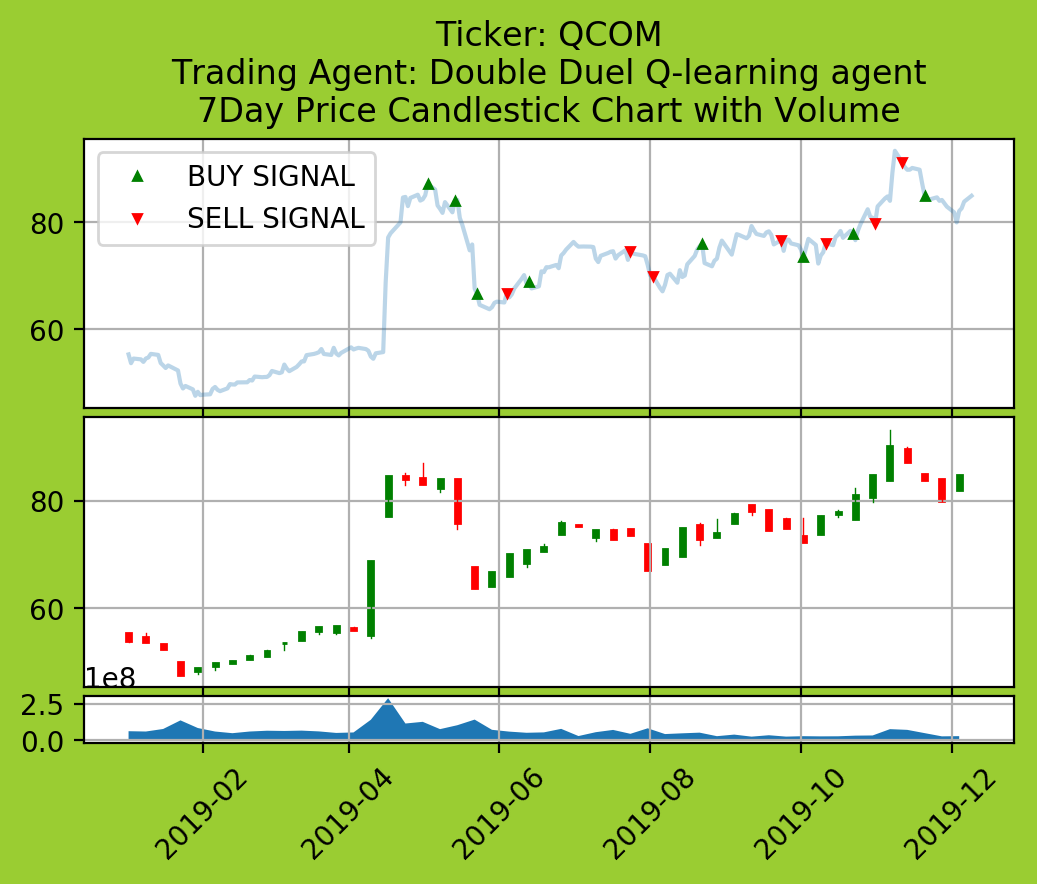 Ticker: QCOM
Trading Agent: Double Duel Q-learning agent
7Day Price Candlestick Chart with Volume
BUY SIGNAL
SELL SIGNAL
80
60
80
60
1e8
2.5
0.0
2019-02
2019-04
2019-06
2019-08
2019-10
2019-12